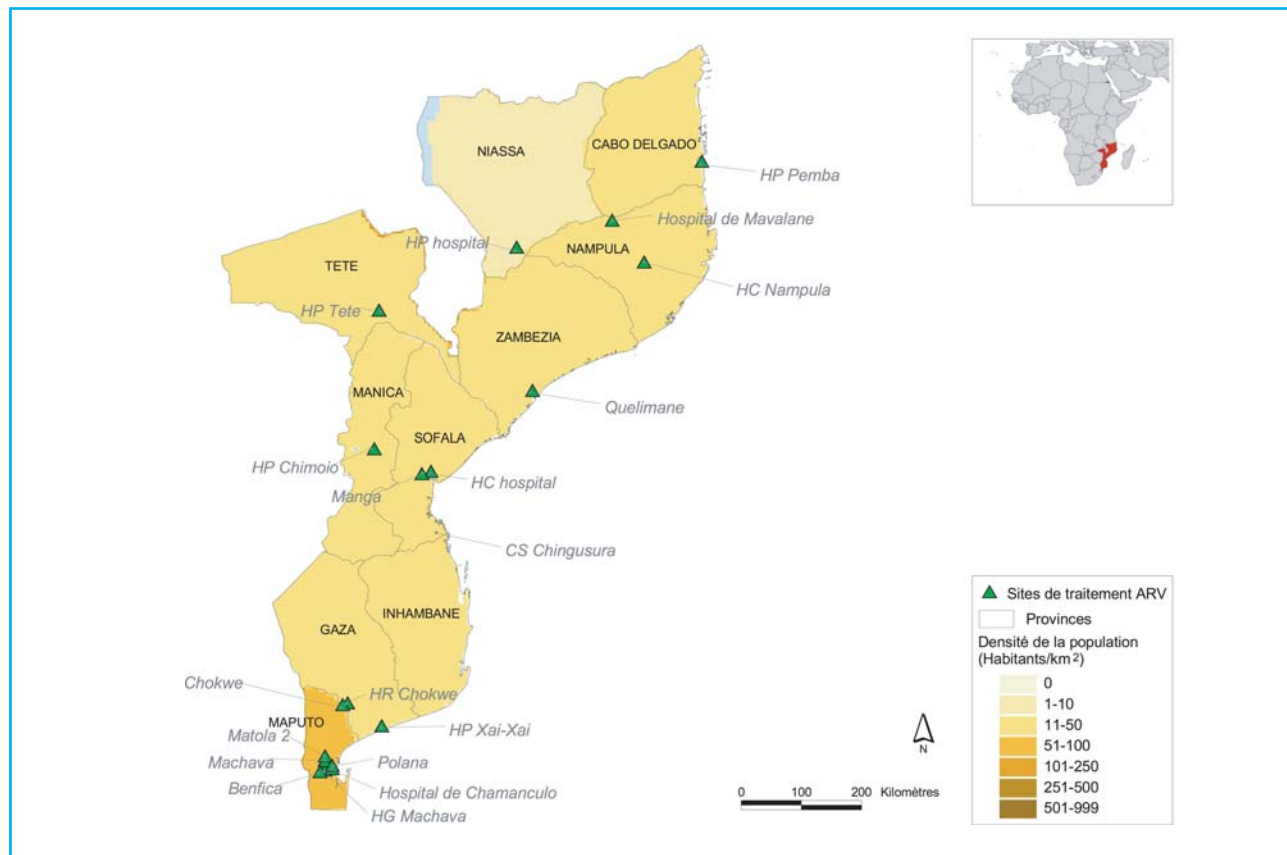 CABO DELGADO
NIASSA
HP Pemba
Hospital de Mavalane
HP hospital
NAMPULA
TETE
HC Nampula
HP Tete
ZAMBEZIA
MANICA
Quelimane
SOFALA
HP Chimoio
HC hospital
Manga
CS Chingusura
INHAMBANE
GAZA
Chokwe
HR Chokwe
MAPUTO
HP Xai-Xai
Matola 2
Machava
Polana
Benfica
Hospital de Chamanculo
HG Machava
N
0 100 200 Kilomètres
Sites de traitement ARV
Provinces
Densité de la population
(Habitants/km2)
0
1-10
11-50
51-100
101-250
251-500
501-999